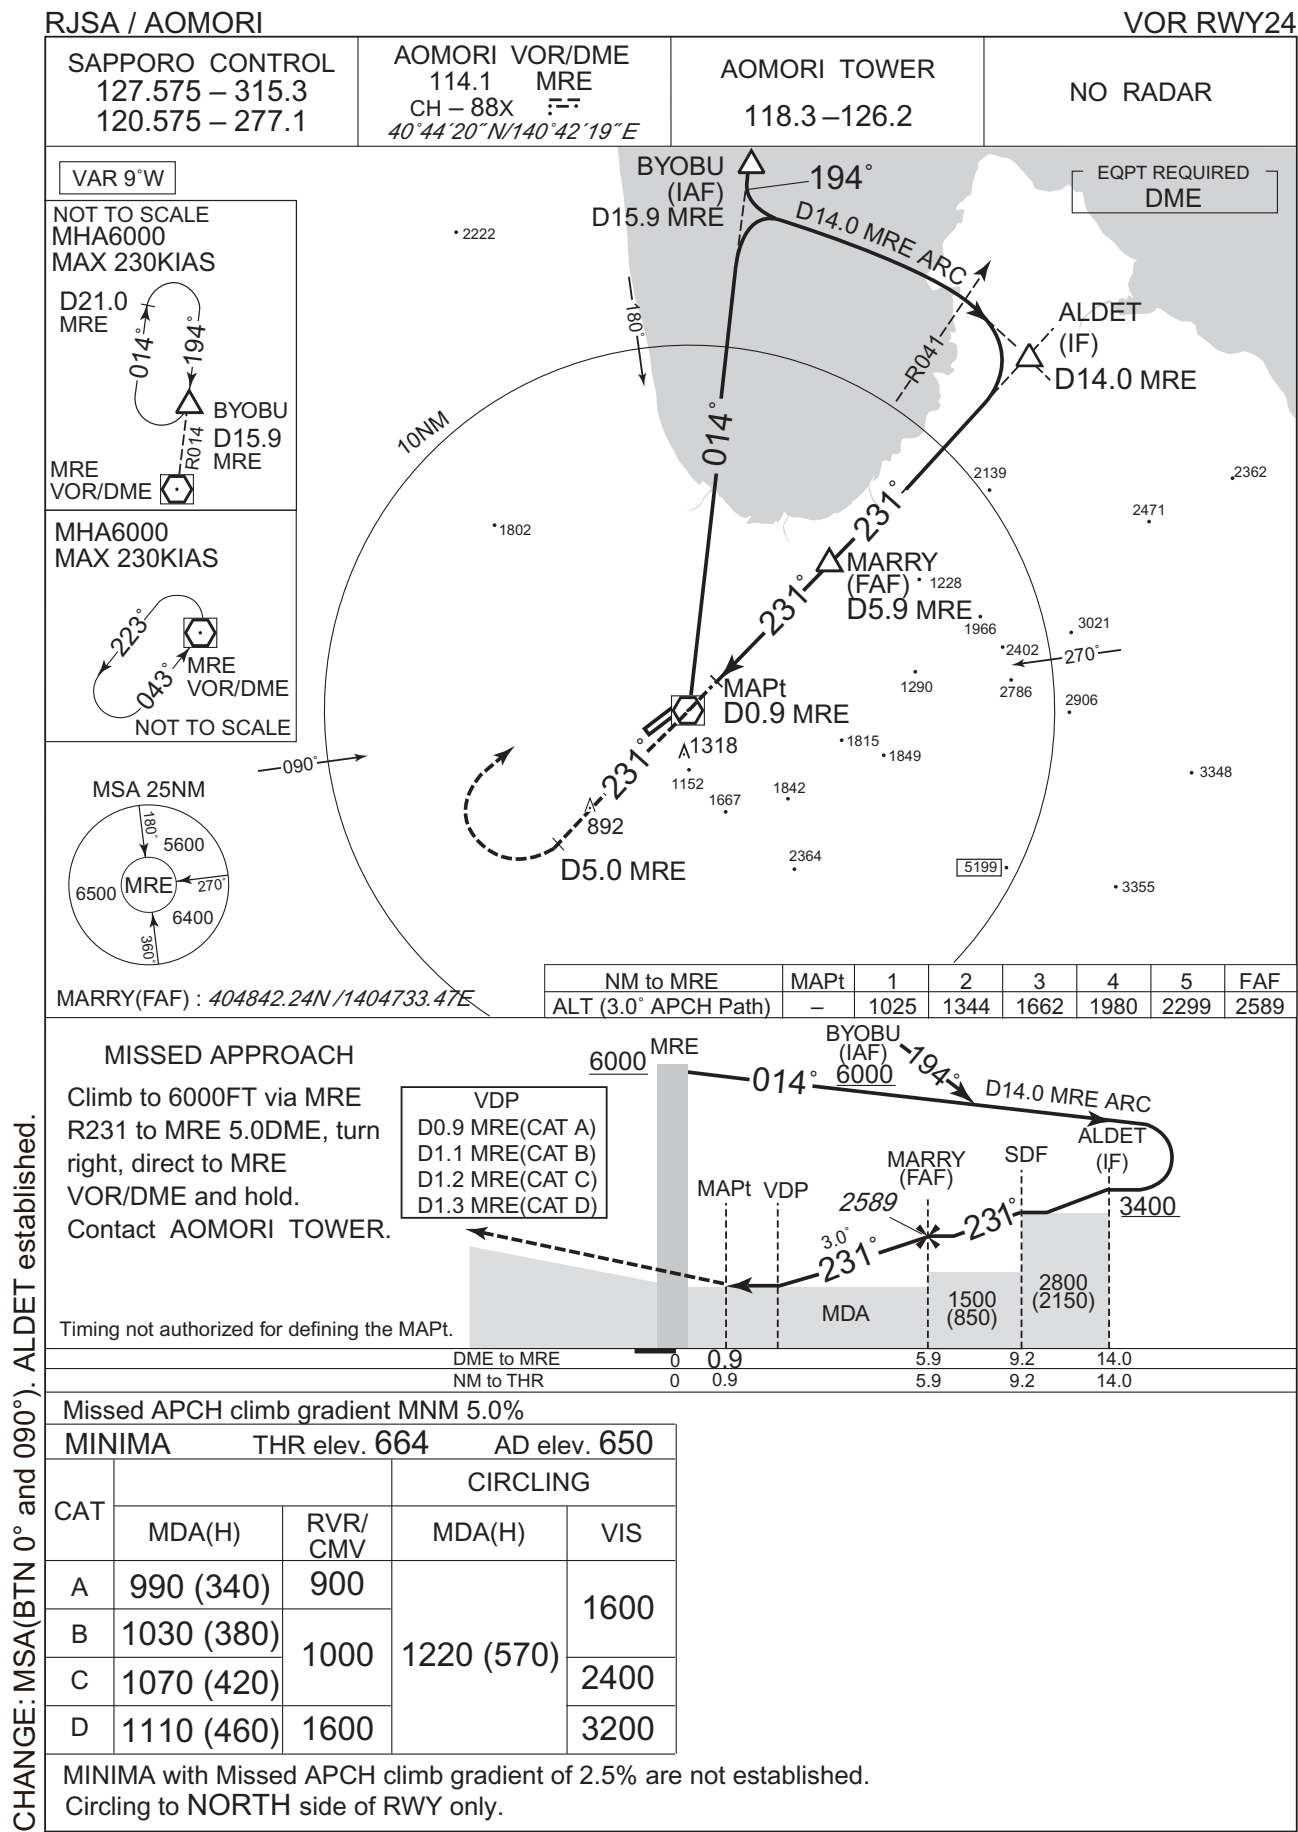 RJSA / AOMORI
VOR RWY24
SAPPORO CONTROL
127.575 – 315.3
120.575 – 277.1
AOMORI VOR/DME
114.1 MRE
CH – 88X
40°44´20˝N/140°42´19˝E
AOMORI TOWER
118.3 –126.2
NO RADAR
VAR 9°W
NOT TO SCALE
MHA6000
MAX 230KIAS
D21.0
MRE
014°
194°
BYOBU
D15.9
MRE
R014
MRE
VOR/DME
MHA6000
MAX 230KIAS
223°
043°
MRE
VOR/DME
NOT TO SCALE
090°
MSA 25NM
180°
5600
6500
MRE
270°
6400
360°
MARRY(FAF) : 404842.24N /1404733.47E
BYOBU
(IAF)
D15.9 MRE
194°
D14.0 MRE ARC
EQPT REQUIRED
DME
2222
180°
R041
ALDET
(IF)
D14.0 MRE
10NM
014°
2139
2362
2471
1802
231°
MARRY
(FAF)
D5.9 MRE
1228
231°
1966
3021
2402
270°
1290
2786
2906
MAPt
D0.9 MRE
1318
1815
1849
231°
1152
1667
1842
3348
892
D5.0 MRE
2364
5199
3355
NM to MRE MAPt 1 2 3 4 5 FAF
ALT (3.0° APCH Path) – 1025 1344 1662 1980 2299 2589
MISSED APPROACH
Climb to 6000FT via MRE
R231 to MRE 5.0DME, turn
right, direct to MRE
VOR/DME and hold.
Contact AOMORI TOWER.
Timing not authorized for defining the MAPt.
VDP
D0.9 MRE(CAT A)
D1.1 MRE(CAT B)
D1.2 MRE(CAT C)
D1.3 MRE(CAT D)
6000
MRE
014°
BYOBU
(IAF)
6000
194°
D14.0 MRE ARC
ALDET
(IF)
3400
SDF
MARRY
(FAF)
2589
MAPt
VDP
3.0°
231°
231°
MDA
1500
(850)
2800
(2150)
DME to MRE 0 0.9 5.9 9.2 14.0
NM to THR 0 0.9 5.9 9.2 14.0
Missed APCH climb gradient MNM 5.0%
MINIMA THR elev. 664 AD elev. 650
CAT
CIRCLING
MDA(H)
RVR/
CMV
MDA(H)
VIS
A 990 (340) 900
B 1030 (380)
C 1070 (420)
1000
D 1110 (460) 1600
1220 (570)
1600
2400
3200
MINIMA with Missed APCH climb gradient of 2.5% are not established.
Circling to NORTH side of RWY only.
CHANGE: MSA(BTN 0° and 090°). ALDET established.